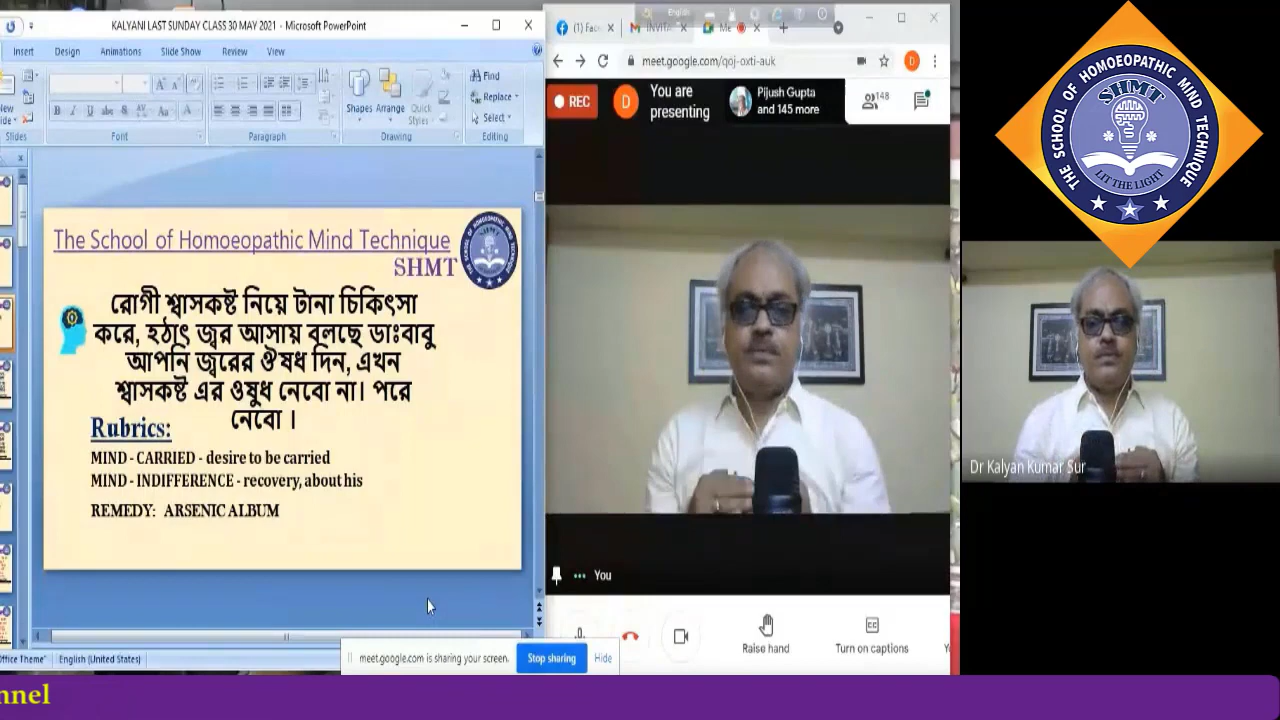 KALYANI LAST SUNDAY CLASS 30 MAY 2021 - Microsoft PowerPoint
Insert Design Animations Slide Show Review View
Slides Font Paragraph Drawing Editing
Shapes Arrange Quick Styles
Find
Replace
Select
The School of Homoeopathic Mind Technique
SHMT
রোগী শ্বাসকষ্ট নিয়ে টানা চিকিৎসা
করে, হঠাৎ জ্বর আসায় বলছে ডাঃবাবু
আপনি জ্বরের ঔষধ দিন, এখন
শ্বাসকষ্ট এর ওষুধ নেবো না। পরে
নেবো ।
Rubrics:
MIND - CARRIED - desire to be carried
MIND - INDIFFERENCE - recovery, about his
REMEDY: ARSENIC ALBUM
English (United States)
meet.google.com is sharing your screen.
Stop sharing
Hide
English
meet.google.com/qoj-oxti-auk
D
REC
D
You are
presenting
Pijush Gupta
and 145 more
148
You
Raise hand
Turn on captions
THE SCHOOL OF HOMOEOPATHIC MIND TECHNIQUE
SHMT
LIT THE LIGHT
Dr Kalyan Kumar Sur
nnel